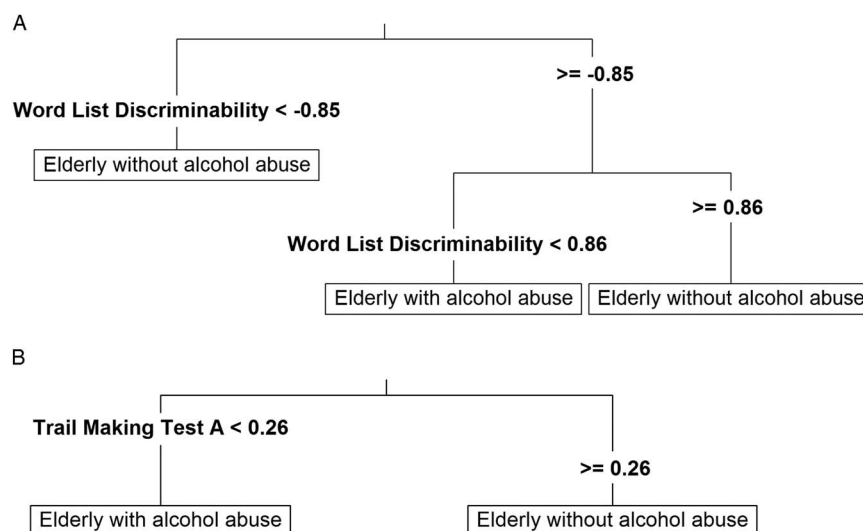 A
>= -0.85
Word List Discriminability < -0.85
Elderly without alcohol abuse
>= 0.86
Word List Discriminability < 0.86
Elderly with alcohol abuse
Elderly without alcohol abuse
B
Trail Making Test A < 0.26
>= 0.26
Elderly with alcohol abuse
Elderly without alcohol abuse